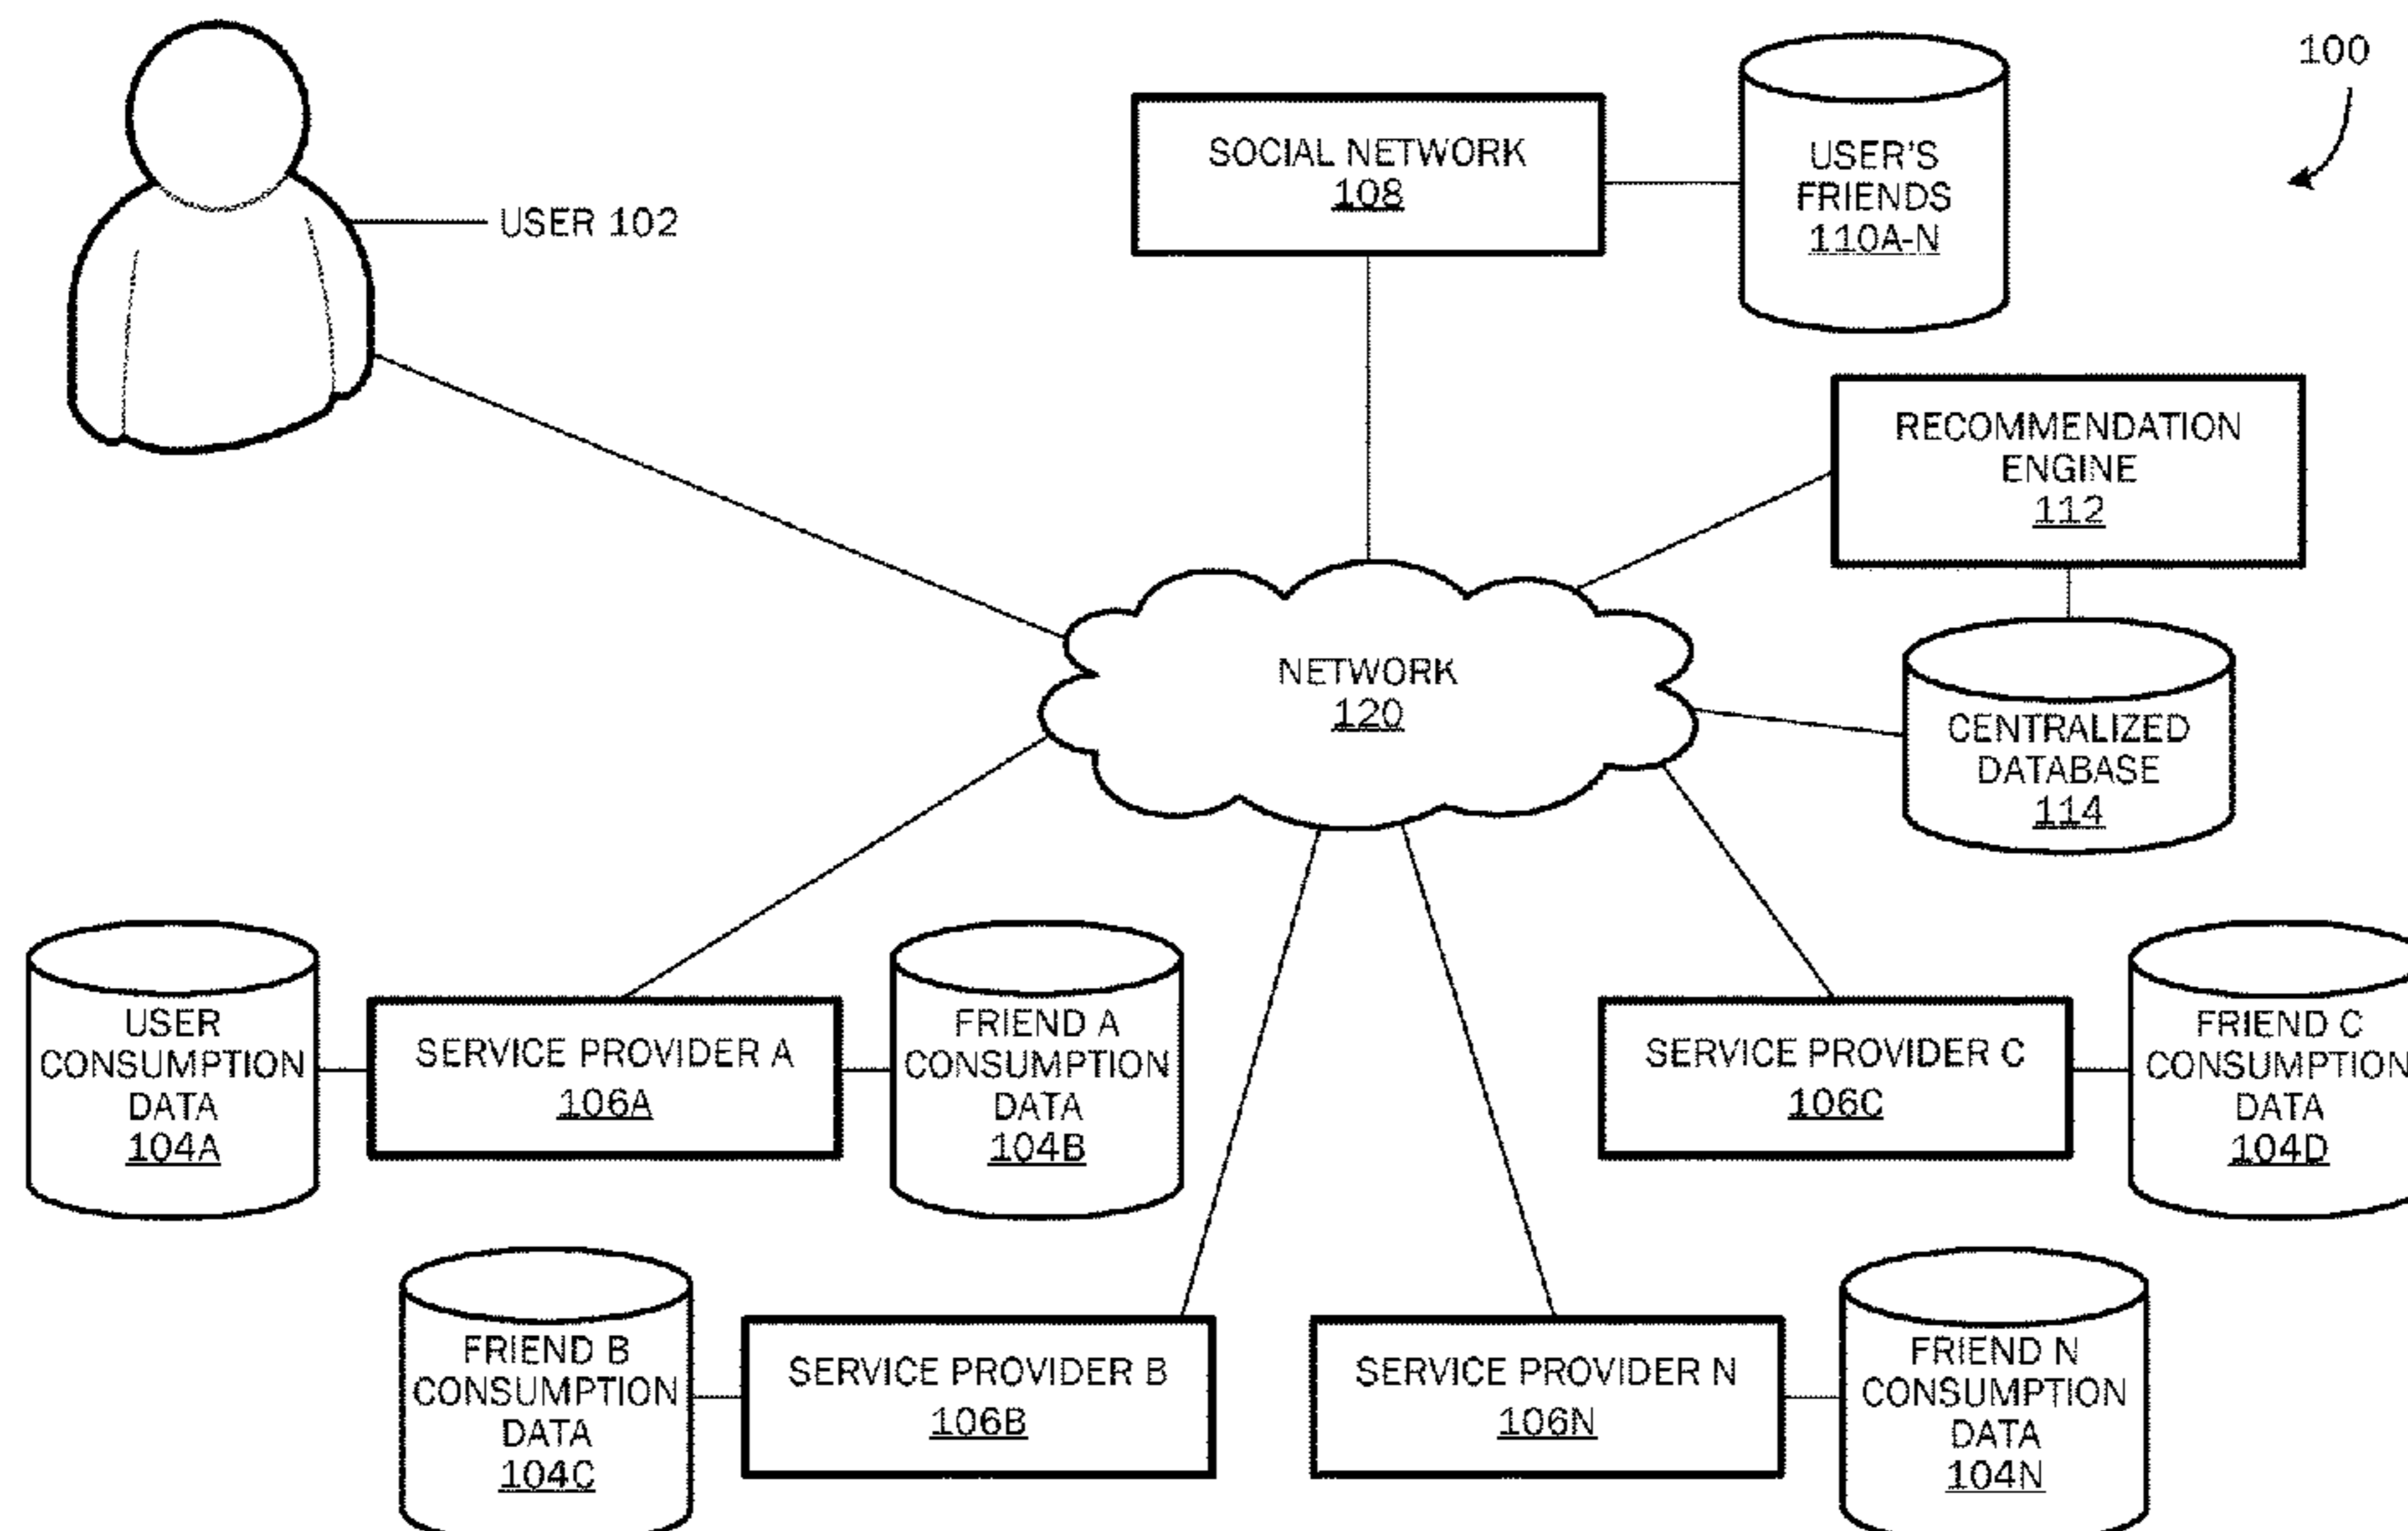 100
SOCIAL NETWORK
108
USER'S
FRIENDS
110A-N
USER 102
RECOMMENDATION
ENGINE
112
NETWORK
120
CENTRALIZED
DATABASE
114
USER
CONSUMPTION
DATA
104A
SERVICE PROVIDER A
106A
FRIEND A
CONSUMPTION
DATA
104B
SERVICE PROVIDER C
106C
FRIEND C
CONSUMPTION
DATA
104D
FRIEND B
CONSUMPTION
DATA
104C
SERVICE PROVIDER B
106B
SERVICE PROVIDER N
106N
FRIEND N
CONSUMPTION
DATA
104N